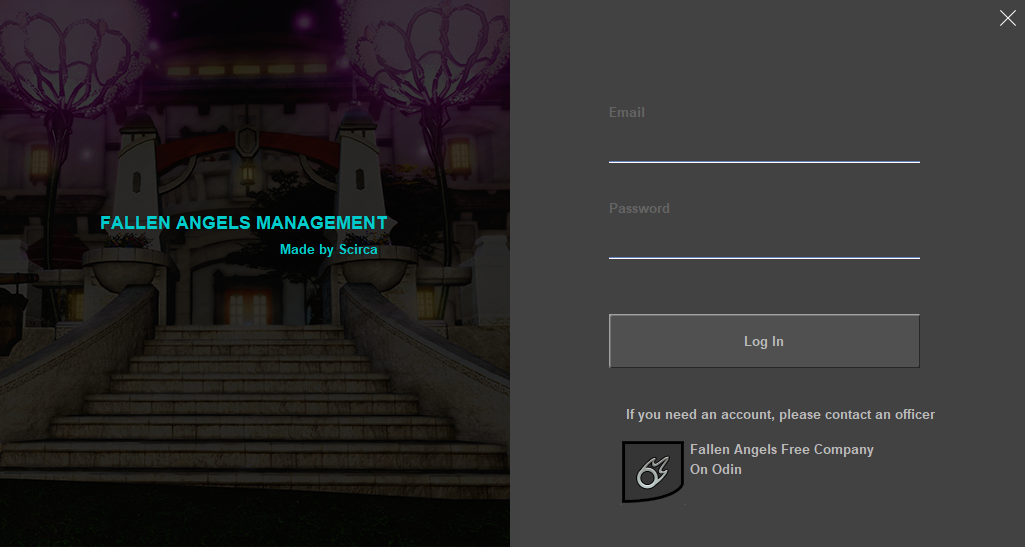 FALLEN ANGELS MANAGEMENT
Made by Scirca
Email
Password
Log In
If you need an account, please contact an officer
Fallen Angels Free Company
On Odin